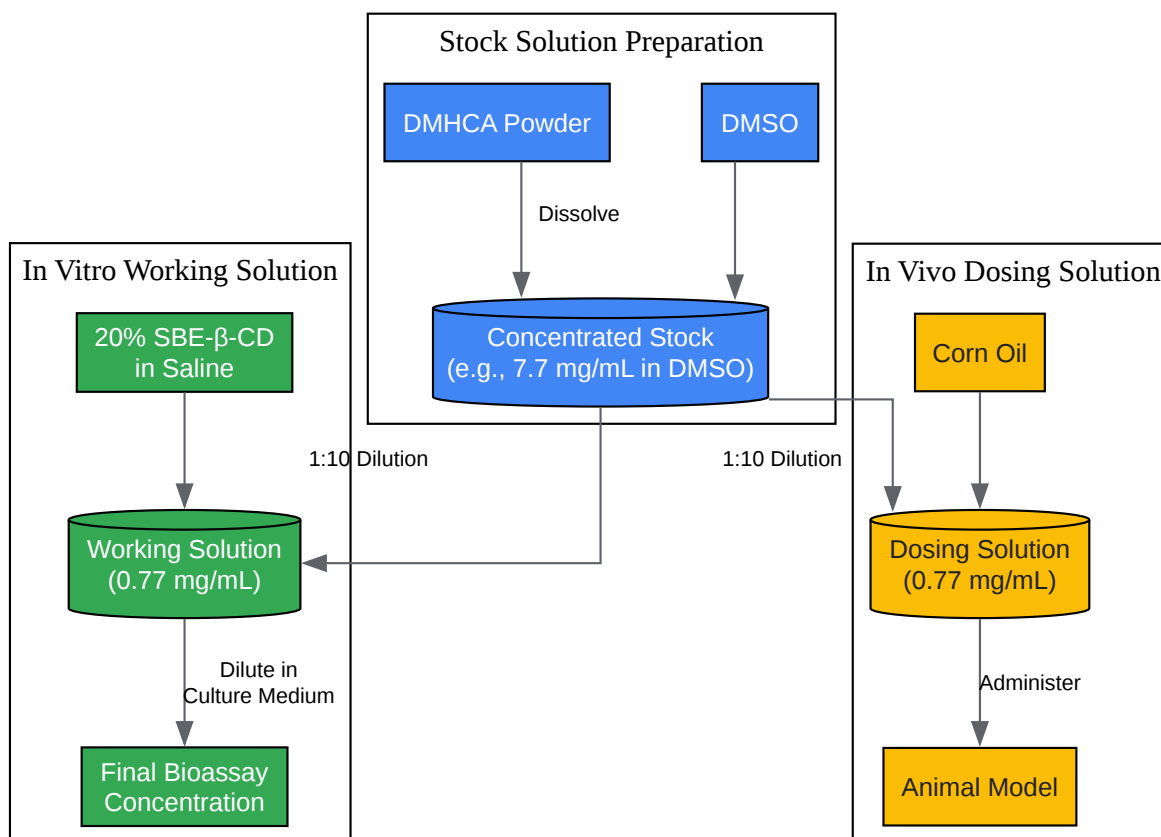 Stock Solution Preparation
DMHCA Powder
DMSO
Dissolve
Concentrated Stock
(e.g., 7.7 mg/mL in DMSO)
In Vitro Working Solution
20% SBE-β-CD
in Saline
1:10 Dilution
Working Solution
(0.77 mg/mL)
Dilute in
Culture Medium
Final Bioassay
Concentration
In Vivo Dosing Solution
Corn Oil
1:10 Dilution
Dosing Solution
(0.77 mg/mL)
Administer
Animal Model